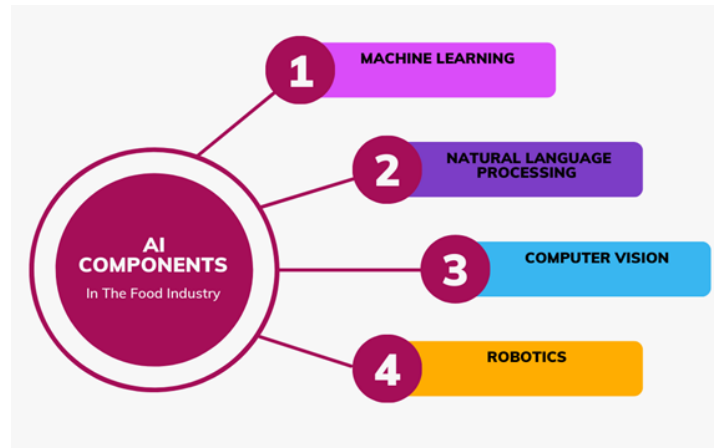 AI
COMPONENTS
In The Food Industry
1
MACHINE LEARNING
2
NATURAL LANGUAGE
PROCESSING
3
COMPUTER VISION
4
ROBOTICS